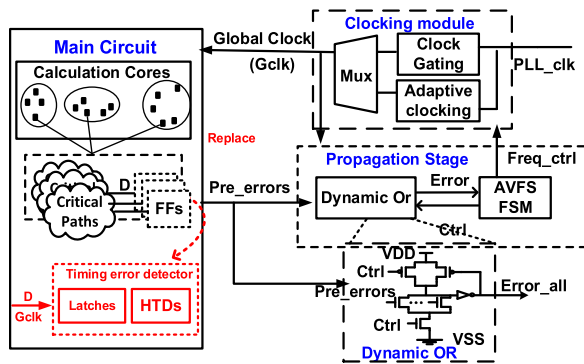 Main Circuit
Calculation Cores
Replace
D
Critical
Paths
FFs
Timing error detector
D
Gclk
Latches
HTDs
Global Clock
(Gclk)
Clocking module
Mux
Clock
Gating
Adaptive
clocking
PLL_clk
Propagation Stage
Freq_ctrl
Pre_errors
Dynamic Or
Error
AVFS
FSM
Ctrl
VDD
Ctrl
Pre_errors
Error_all
Ctrl
VSS
Dynamic OR